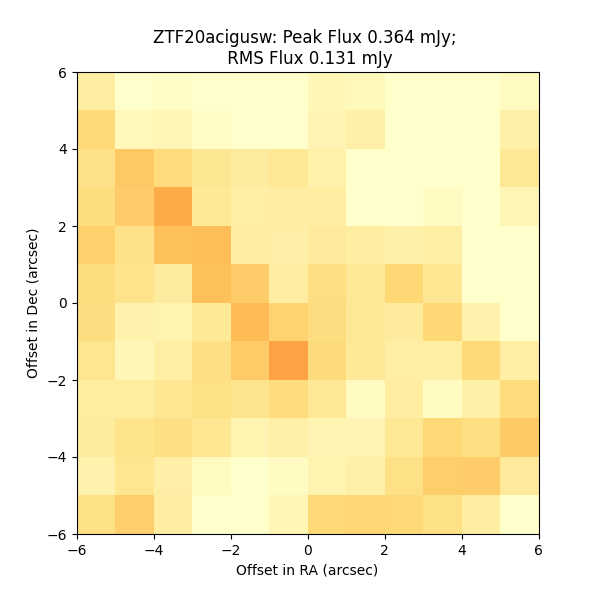 ZTF20acigusw: Peak Flux 0.364 mJy;
RMS Flux 0.131 mJy
6
4
2
0
−2
−4
−6
Offset in Dec (arcsec)
−6 −4 −2 0 2 4 6
Offset in RA (arcsec)